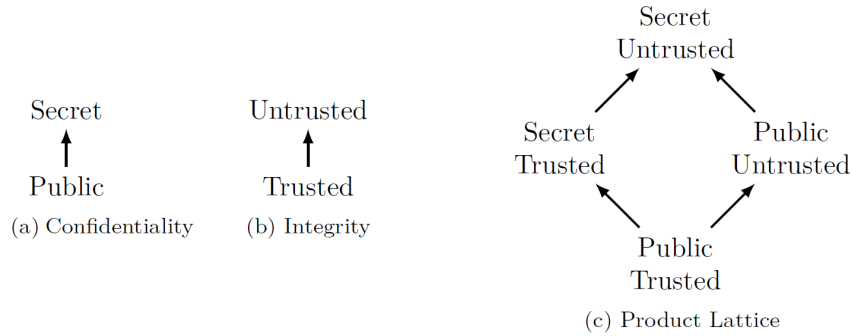 Secret
Public
(a) Confidentiality
Untrusted
Trusted
(b) Integrity
Secret
Untrusted
Secret
Trusted
Public
Untrusted
Public
Trusted
(c) Product Lattice